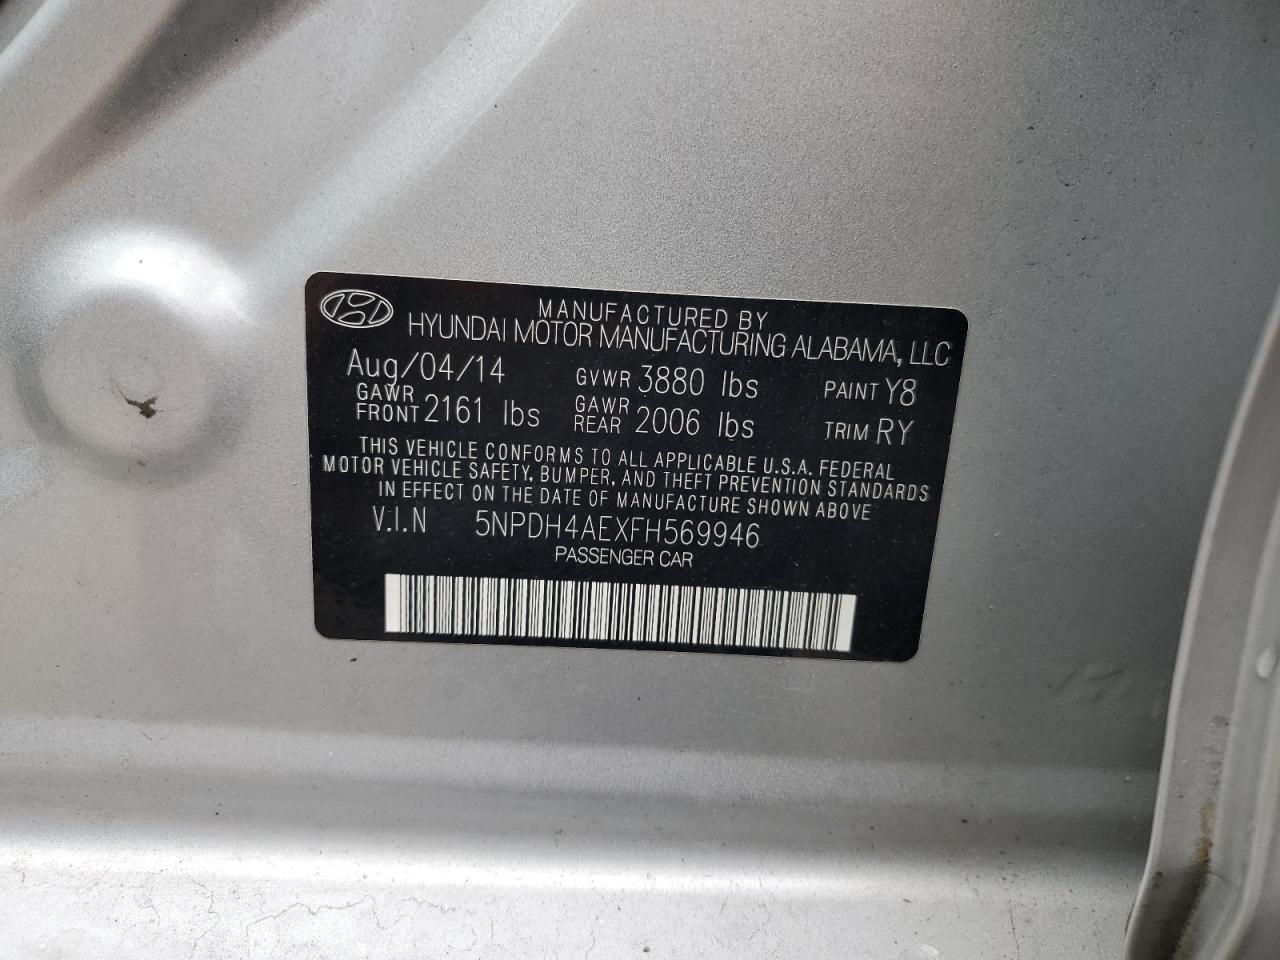 MANUFACTURED BY
HYUNDAI MOTOR MANUFACTURING ALABAMA, LLC
Aug/04/14 GVWR 3880 lbs PAINT Y8
GAWR FRONT 2161 lbs GAWR REAR 2006 lbs TRIM RY
THIS VEHICLE CONFORMS TO ALL APPLICABLE U.S.A. FEDERAL
MOTOR VEHICLE SAFETY, BUMPER, AND THEFT PREVENTION STANDARDS
IN EFFECT ON THE DATE OF MANUFACTURE SHOWN ABOVE
V.I.N 5NPDH4AEXFH569946
PASSENGER CAR